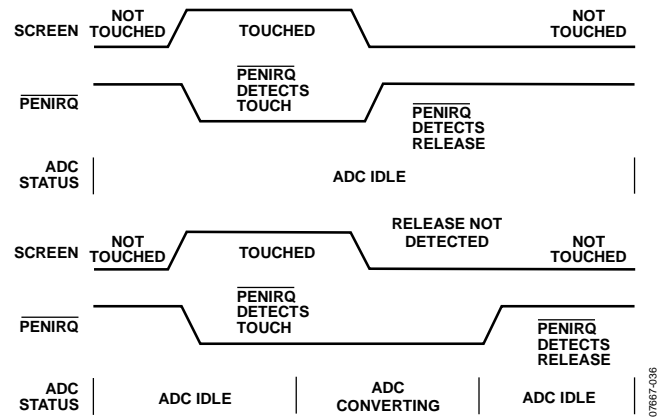 SCREEN
NOT
TOUCHED
TOUCHED
NOT
TOUCHED
PENIRQ
PENIRQ
DETECTS
TOUCH
PENIRQ
DETECTS
RELEASE
ADC
STATUS
ADC IDLE
SCREEN
NOT
TOUCHED
TOUCHED
RELEASE NOT
DETECTED
NOT
TOUCHED
PENIRQ
PENIRQ
DETECTS
TOUCH
PENIRQ
DETECTS
RELEASE
ADC
STATUS
ADC IDLE
ADC
CONVERTING
ADC IDLE
07667-036